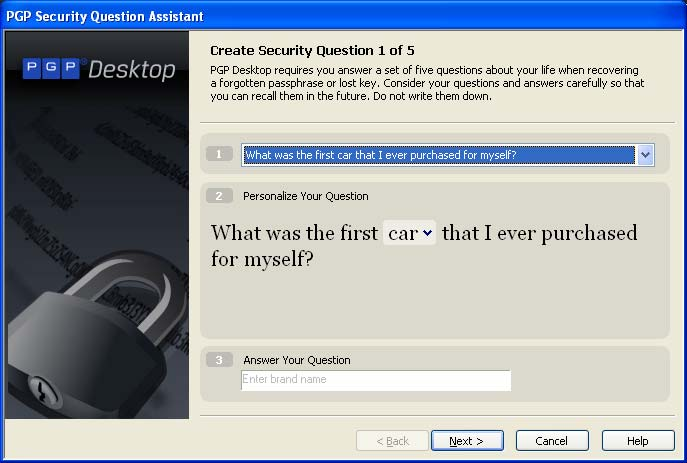 PGP Security Question Assistant
PGP® Desktop
Create Security Question 1 of 5
PGP Desktop requires you answer a set of five questions about your life when recovering
a forgotten passphrase or lost key. Consider your questions and answers carefully so that
you can recall them in the future. Do not write them down.
1
What was the first car that I ever purchased for myself?
2 Personalize Your Question
What was the first car that I ever purchased
for myself?
3 Answer Your Question
Enter brand name
< Back Next > Cancel Help